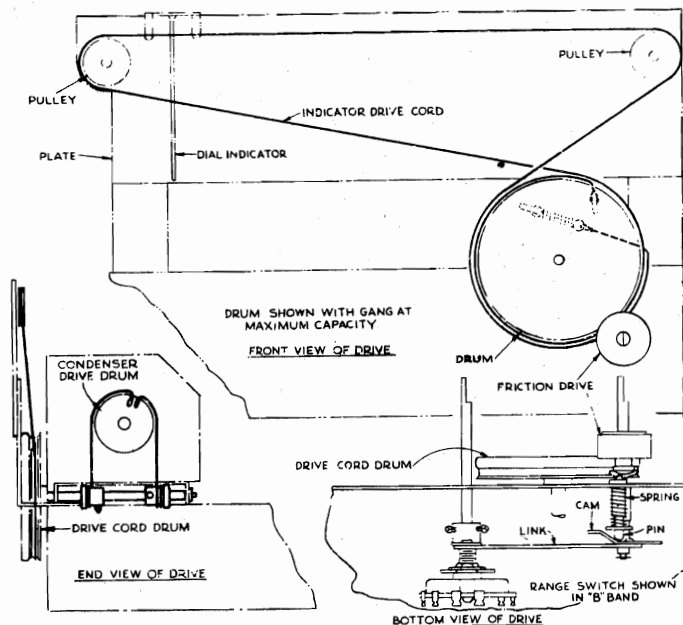 PULLEY
PULLEY
INDICATOR DRIVE CORD
PLATE
DIAL INDICATOR
DRUM SHOWN WITH GANG AT
MAXIMUM CAPACITY
FRONT VIEW OF DRIVE
DRUM
FRICTION DRIVE
CONDENSER
DRIVE DRUM
DRIVE CORD DRUM
SPRING
CAM
PIN
LINK
DRIVE CORD DRUM
END VIEW OF DRIVE
RANGE SWITCH SHOWN
IN "B" BAND
BOTTOM VIEW OF DRIVE